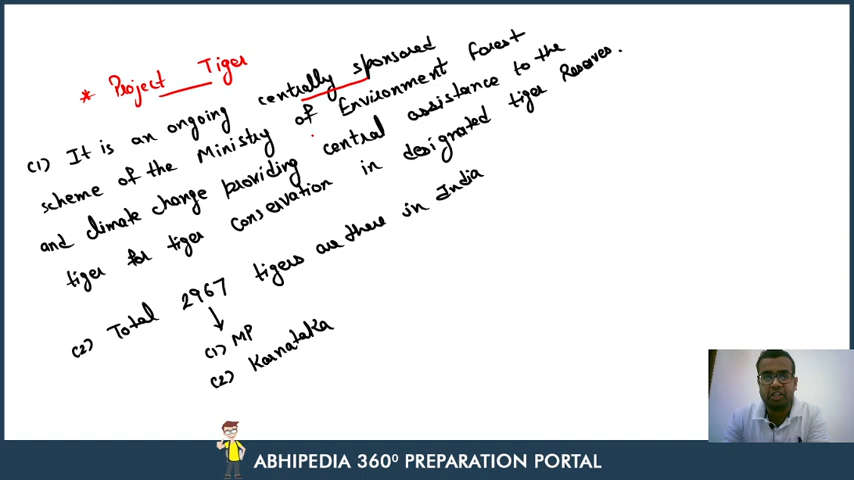 * Project Tiger
(1) It is an ongoing centrally sponsored
scheme of the Ministry of Environment Forest
and climate change providing central assistance to the
tiger for tiger conservation in designated tiger Reserves.
(2) Total 2967 tigers are there in India
(1) MP
(2) Karnataka
ABHIPEDIA 360⁰ PREPARATION PORTAL